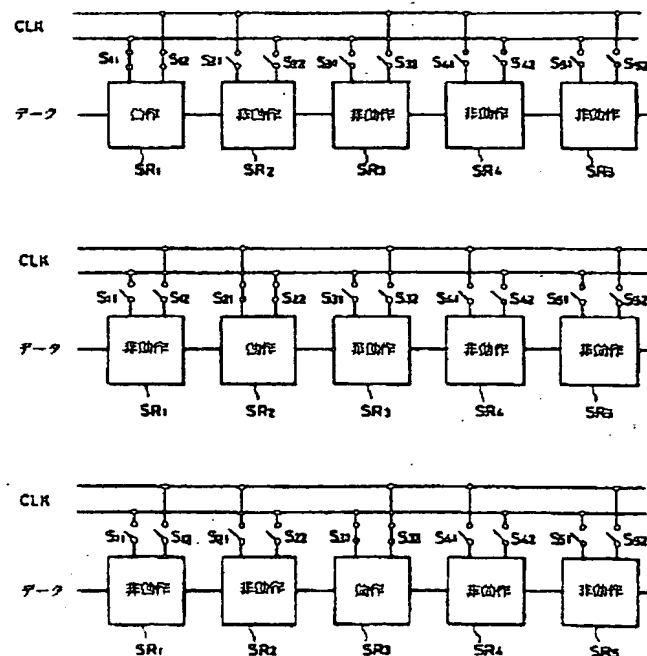 CLK
S11 S12 S21 S22 S31 S32 S41 S42 S51 S52
データ 動作 非動作 非動作 非動作 非動作
SR1 SR2 SR3 SR4 SR5
CLK
S11 S12 S21 S22 S31 S32 S41 S42 S51 S52
データ 非動作 動作 非動作 非動作 非動作
SR1 SR2 SR3 SR4 SR5
CLK
S11 S12 S21 S22 S31 S32 S41 S42 S51 S52
データ 非動作 非動作 動作 非動作 非動作
SR1 SR2 SR3 SR4 SR5